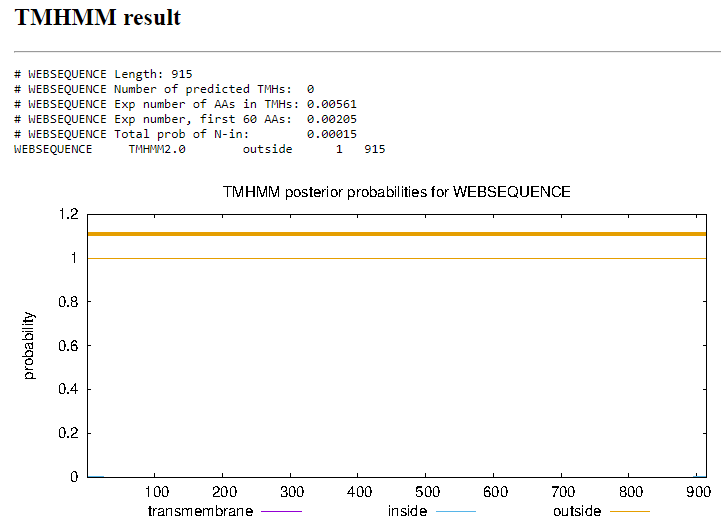 TMHMM result
# WEBSEQUENCE Length: 915
# WEBSEQUENCE Number of predicted TMHs:  0
# WEBSEQUENCE Exp number of AAs in TMHs: 0.00561
# WEBSEQUENCE Exp number, first 60 AAs:  0.00205
# WEBSEQUENCE Total prob of N-in:        0.00015
WEBSEQUENCE     TMHMM2.0        outside      1   915
TMHMM posterior probabilities for WEBSEQUENCE
1.2
1
0.8
0.6
0.4
0.2
0
probability
100 200 300 400 500 600 700 800 900
transmembrane inside outside